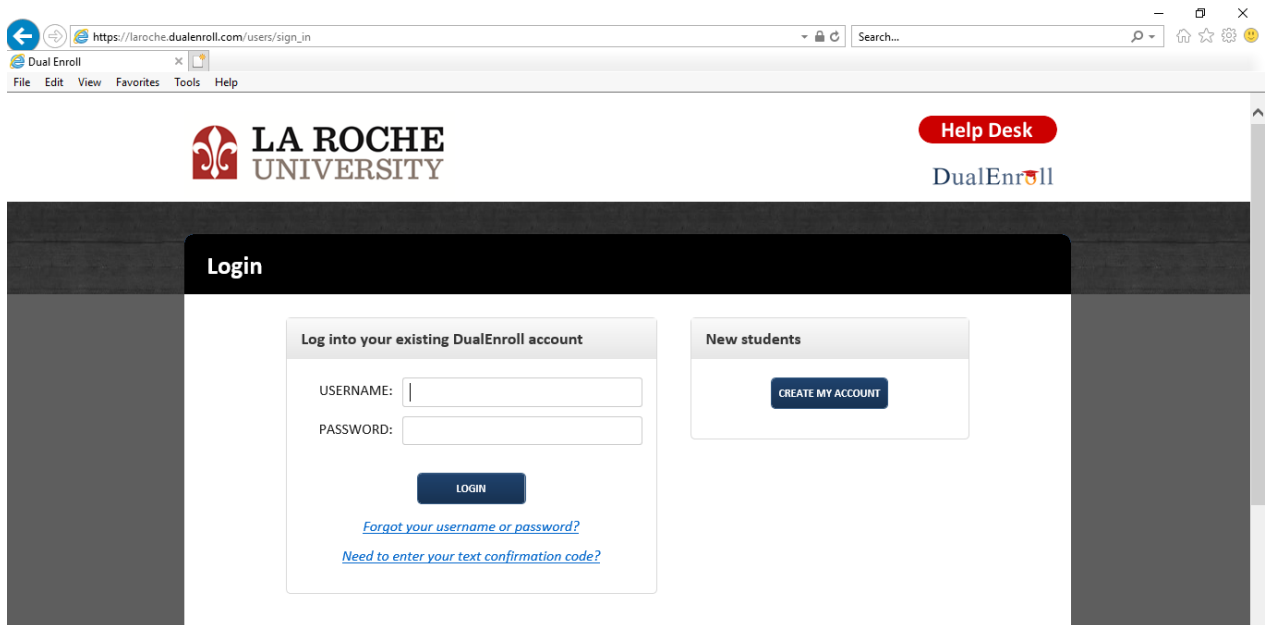 https://laroche.dualenroll.com/users/sign_in
Search...
Dual Enroll
File Edit View Favorites Tools Help
LA ROCHE
UNIVERSITY
Help Desk
DualEnroll
Login
Log into your existing DualEnroll account
New students
USERNAME:
CREATE MY ACCOUNT
PASSWORD:
LOGIN
Forgot your username or password?
Need to enter your text confirmation code?